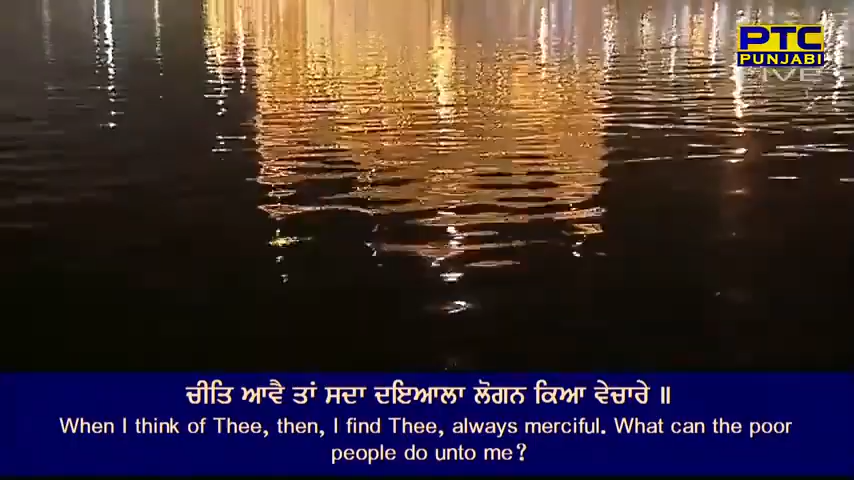 PTC
PUNJABI
LIVE
ਚੀਤਿ ਆਵੈ ਤਾਂ ਸਦਾ ਦਇਆਲਾ ਲੋਗਨ ਕਿਆ ਵੇਚਾਰੇ ॥
When I think of Thee, then, I find Thee, always merciful. What can the poor
people do unto me?